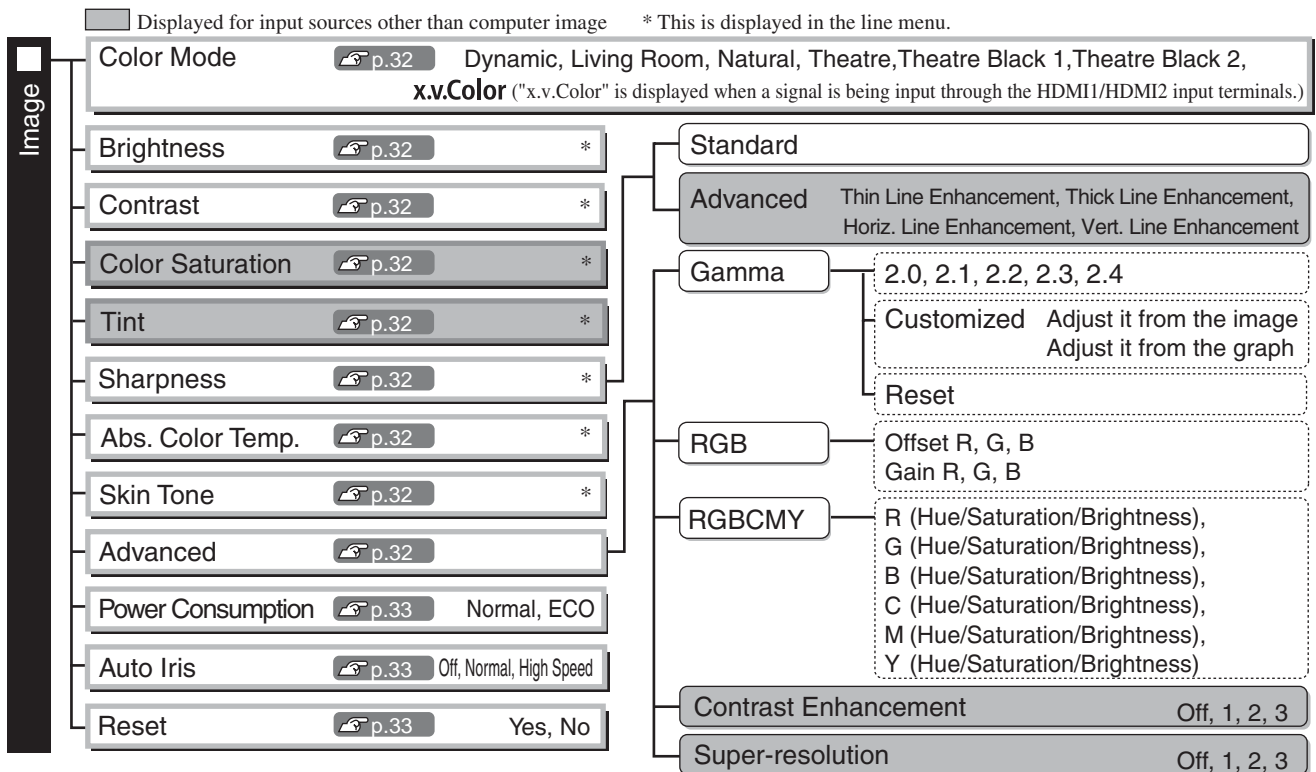 Displayed for input sources other than computer image * This is displayed in the line menu.
Image
Color Mode p.32 Dynamic, Living Room, Natural, Theatre,Theatre Black 1,Theatre Black 2,
x.v.Color ("x.v.Color" is displayed when a signal is being input through the HDMI1/HDMI2 input terminals.)
Brightness p.32 *
Contrast p.32 *
Color Saturation p.32 *
Tint p.32 *
Sharpness p.32 *
Abs. Color Temp. p.32 *
Skin Tone p.32 *
Advanced p.32
Power Consumption p.33 Normal, ECO
Auto Iris p.33 Off, Normal, High Speed
Reset p.33 Yes, No
Standard
Advanced Thin Line Enhancement, Thick Line Enhancement,
Horiz. Line Enhancement, Vert. Line Enhancement
Gamma 2.0, 2.1, 2.2, 2.3, 2.4
Customized Adjust it from the image
Adjust it from the graph
Reset
RGB Offset R, G, B
Gain R, G, B
RGBCMY R (Hue/Saturation/Brightness),
G (Hue/Saturation/Brightness),
B (Hue/Saturation/Brightness),
C (Hue/Saturation/Brightness),
M (Hue/Saturation/Brightness),
Y (Hue/Saturation/Brightness)
Contrast Enhancement Off, 1, 2, 3
Super-resolution Off, 1, 2, 3